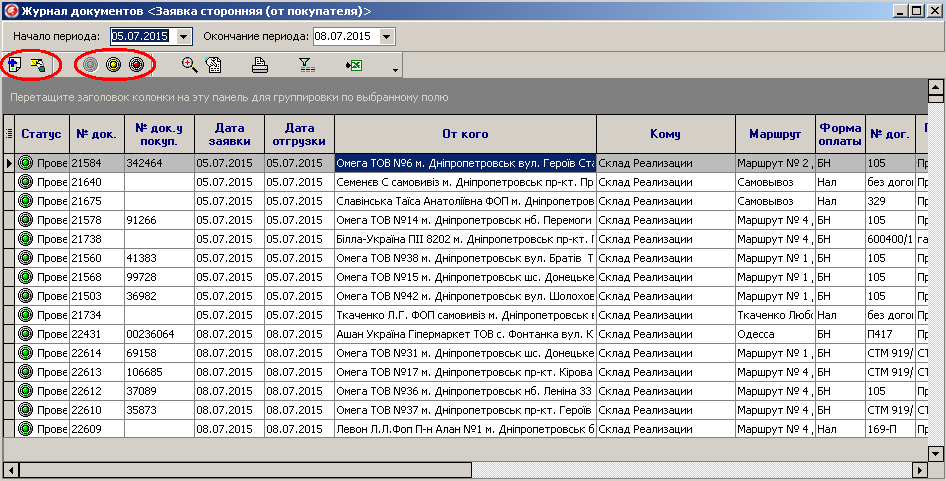 Журнал документов <Заявка сторонняя (от покупателя)>
Начало периода: 05.07.2015 Окончание периода: 08.07.2015
Перетащите заголовок колонки на эту панель для группировки по выбранному полю
Статус № док. № док.у покуп. Дата заявки Дата отгрузки От кого Кому Маршрут Форма оплаты № дог. П
Прове 21584 342464 05.07.2015 05.07.2015 Омега ТОВ №6 м. Дніпропетровськ вул. Героїв Ста Склад Реализации Маршрут № 2 , БН 105 Пр
Прове 21640 05.07.2015 05.07.2015 Семенєв С самовивіз м. Дніпропетровськ пр-кт. Пр Склад Реализации Самовывоз Нал без догов Пр
Прове 21675 05.07.2015 05.07.2015 Славінська Таїса Анатоліївна ФОП м. Дніпропетров Склад Реализации Самовывоз Нал 329 Пр
Прове 21578 91266 05.07.2015 05.07.2015 Омега ТОВ №14 м. Дніпропетровськ нб. Перемоги Склад Реализации Маршрут № 4 , БН 105 Пр
Прове 21738 05.07.2015 05.07.2015 Білла-Україна ПІІ 8202 м. Дніпропетровськ пр-кт. Г Склад Реализации Маршрут № 4 , БН 600400/1 га
Прове 21560 41383 05.07.2015 05.07.2015 Омега ТОВ №38 м. Дніпропетровськ вул. Братів Т Склад Реализации Маршрут № 1 , БН 105 Пр
Прове 21568 99728 05.07.2015 05.07.2015 Омега ТОВ №15 м. Дніпропетровськ шс. Донецьке Склад Реализации Маршрут № 1 , БН 105 Пр
Прове 21503 36982 05.07.2015 05.07.2015 Омега ТОВ №42 м. Дніпропетровськ вул. Шолохов Склад Реализации Маршрут № 1 , БН 105 Пр
Прове 21734 05.07.2015 05.07.2015 Ткаченко Л.Г. ФОП самовивіз м. Дніпропетровськ в Склад Реализации Ткаченко Любо Нал без догов Пр
Прове 22431 00236064 08.07.2015 08.07.2015 Ашан Україна Гіпермаркет ТОВ с. Фонтанка вул. К Склад Реализации Одесса БН П417 Пр
Прове 22614 69158 08.07.2015 08.07.2015 Омега ТОВ №31 м. Дніпропетровськ шс. Донецьке Склад Реализации Маршрут № 1 , БН СТМ 919/ СТ
Прове 22613 106685 08.07.2015 08.07.2015 Омега ТОВ №17 м. Дніпропетровськ пр-кт. Кірова Склад Реализации Маршрут № 4 , БН СТМ 919/ СТ
Прове 22612 37089 08.07.2015 08.07.2015 Омега ТОВ №36 м. Дніпропетровськ нб. Леніна 33 Склад Реализации Маршрут № 4 , БН 105 Пр
Прове 22610 35873 08.07.2015 08.07.2015 Омега ТОВ №37 м. Дніпропетровськ пр-кт. Героїв Склад Реализации Маршрут № 4 , БН СТМ 919/ СТ
Прове 22609 08.07.2015 08.07.2015 Левон Л.Л.Фоп П-н Алан №1 м. Дніпропетровськ б Склад Реализации Маршрут № 4 , Нал 169-П Пр